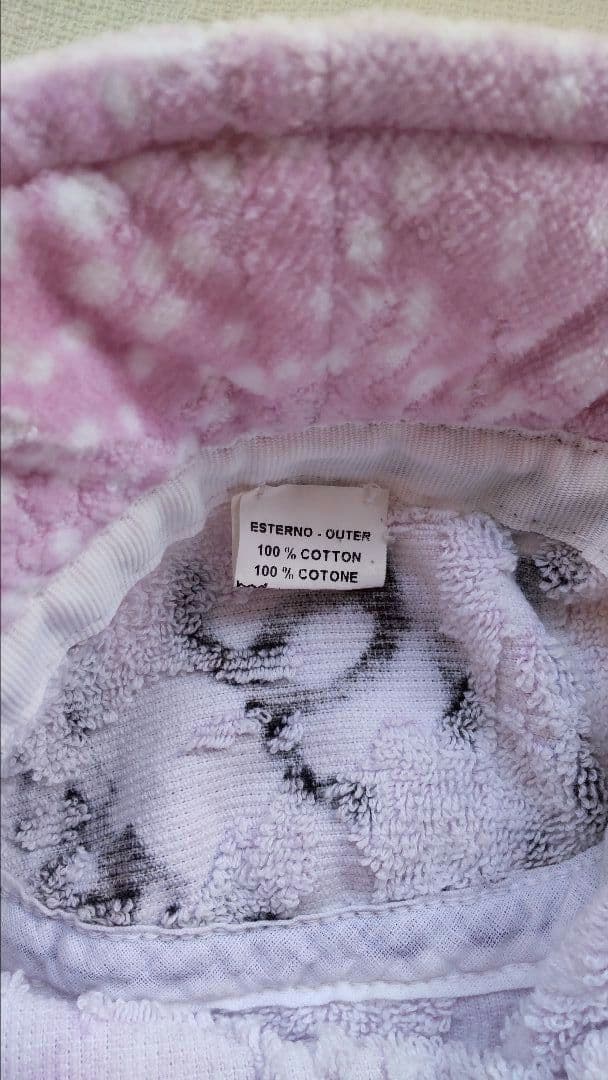 ESTERNO - OUTER
100 % COTTON
100 % COTONE